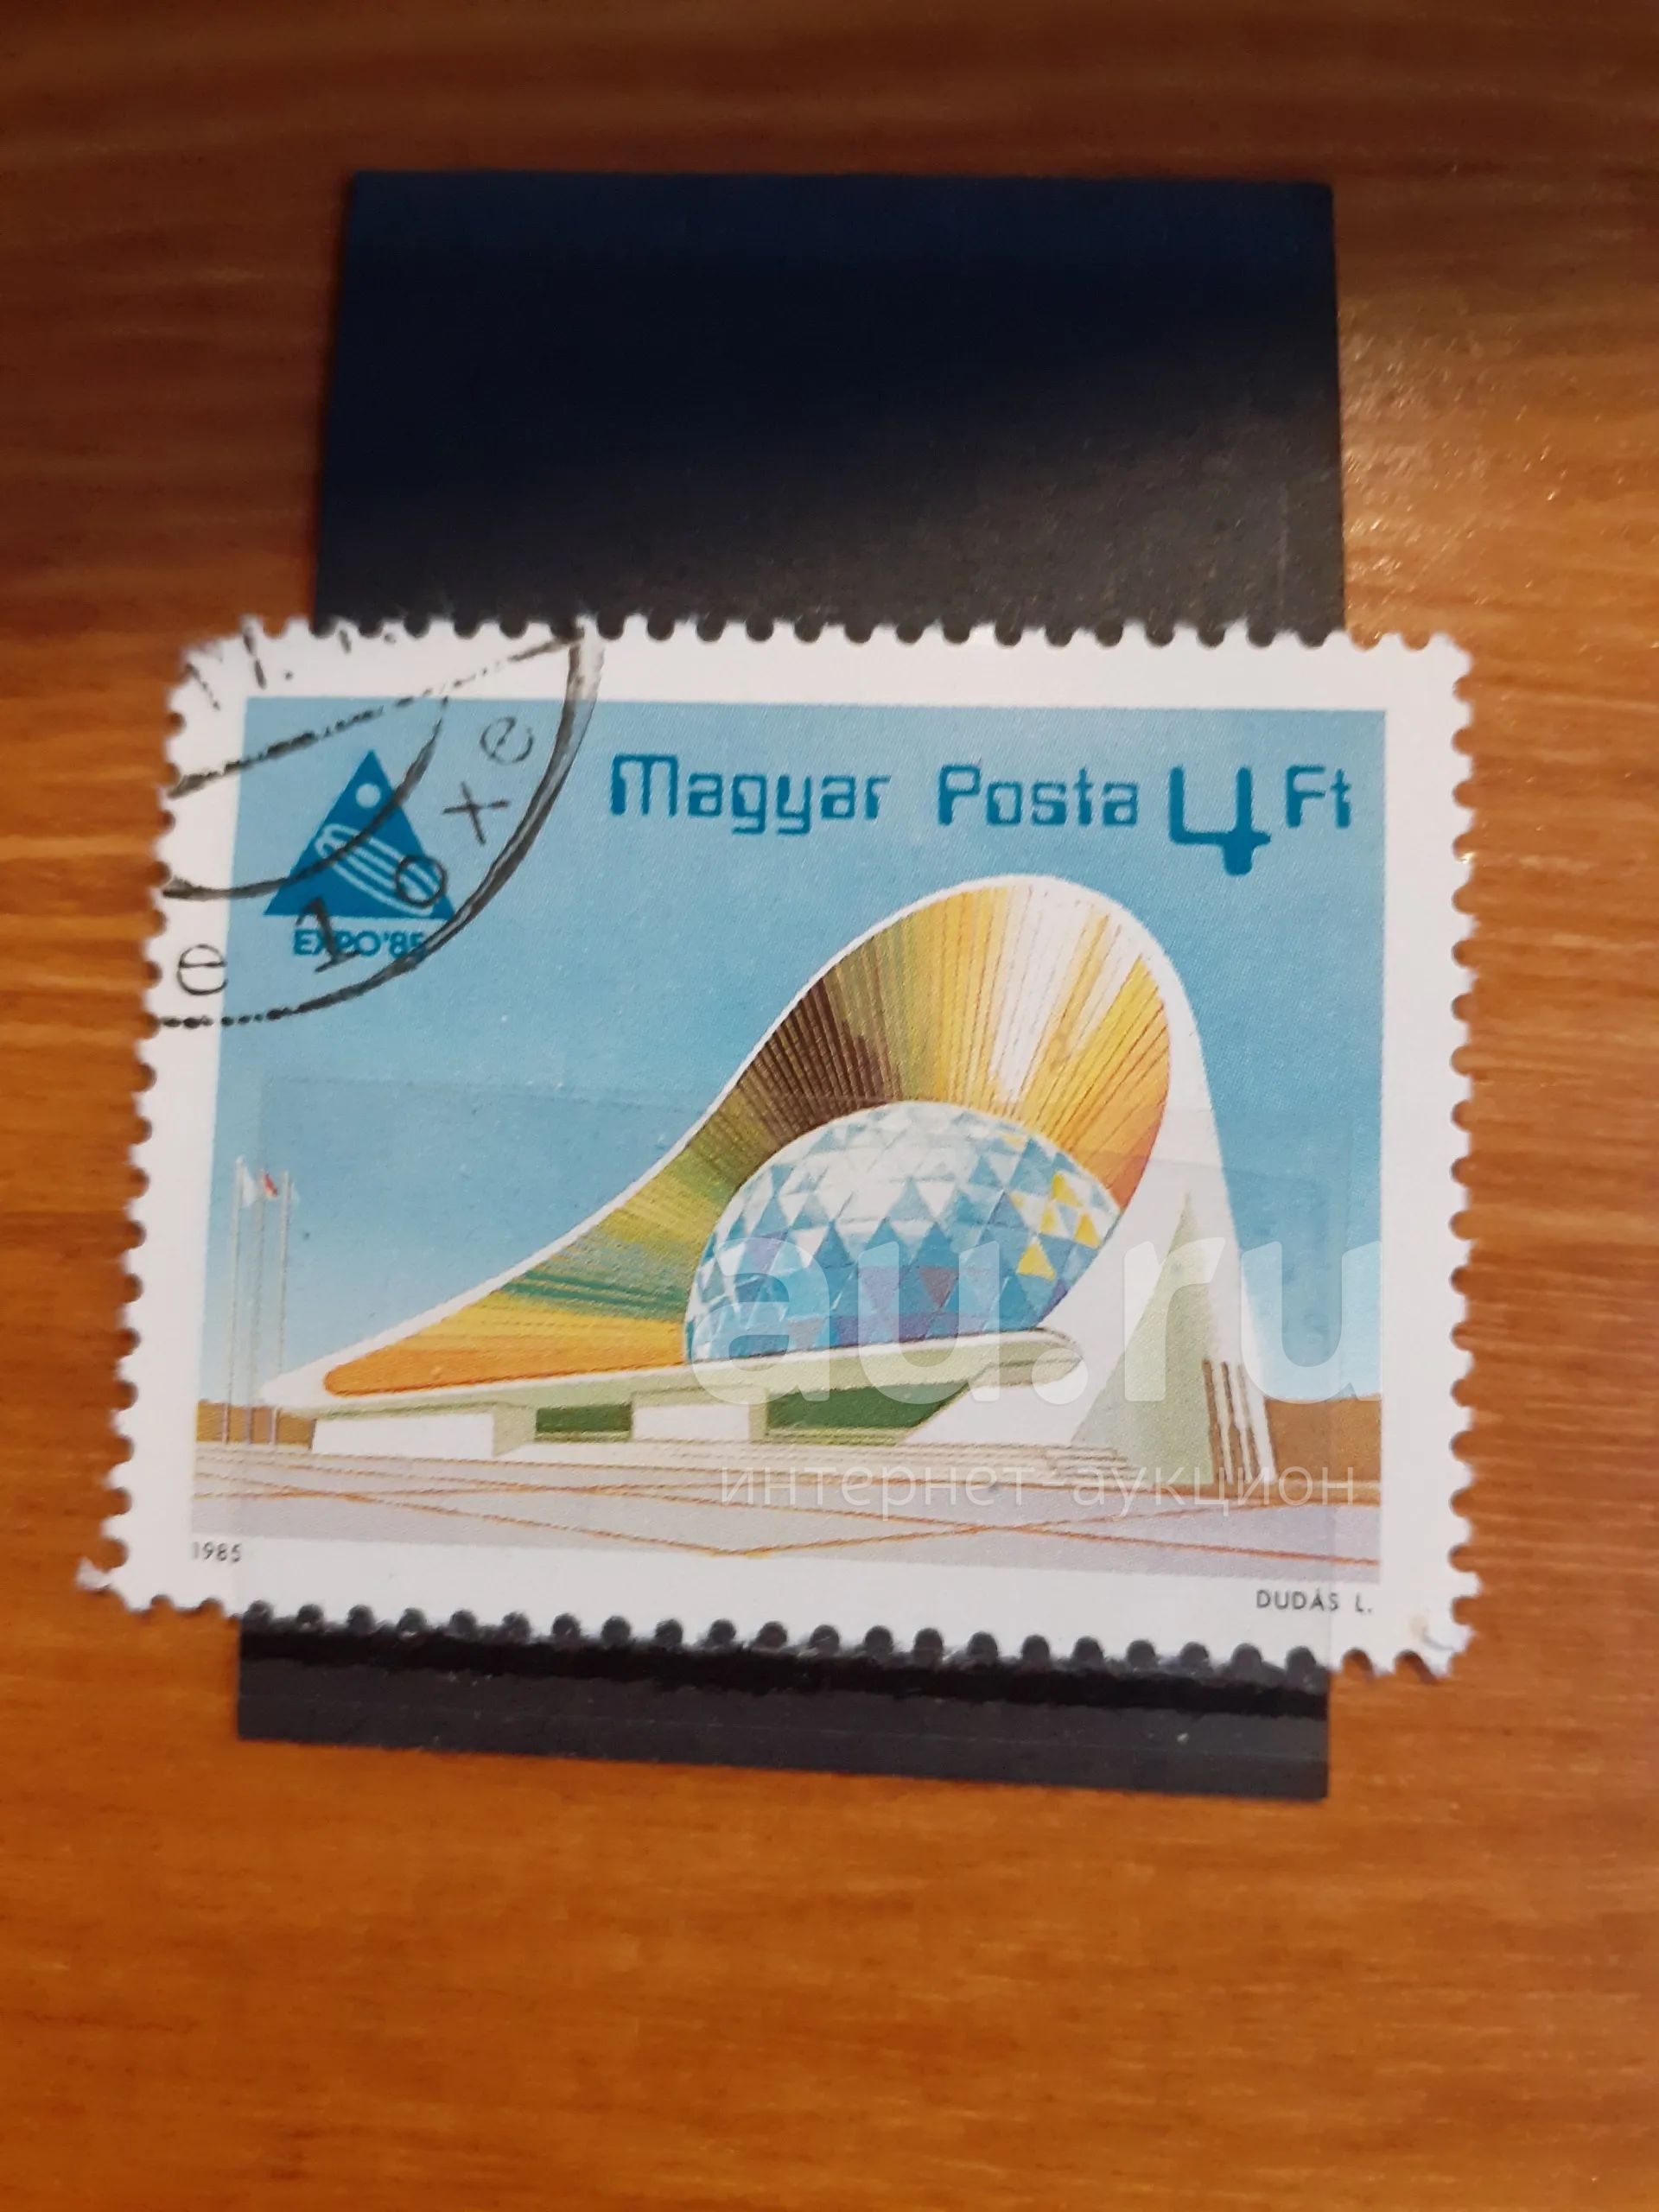 Magyar Posta 4 Ft
EXPO'85
au.ru
интернет-аукцион
1985
DUDÁS L.